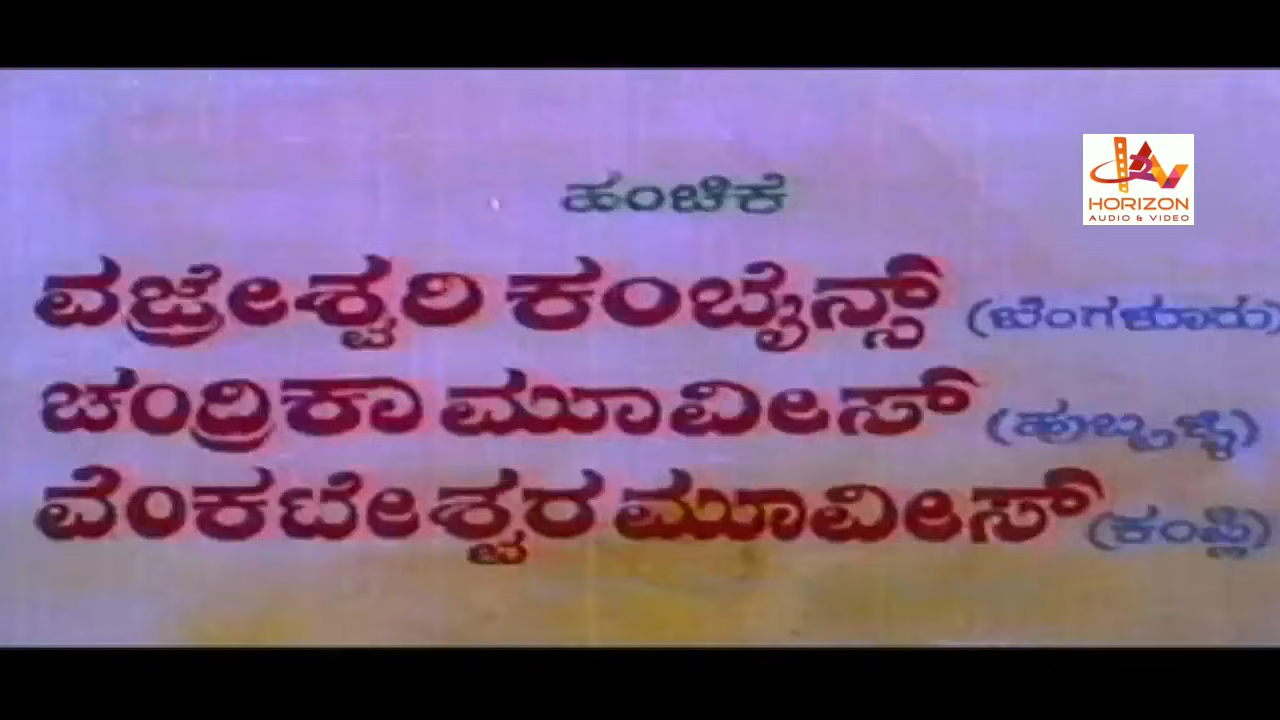 ಹಂಚಿಕೆ
HORIZON
AUDIO & VIDEO
ವಜ್ರೇಶ್ವರಿ ಕಂಬೈನ್ಸ್ (ಬೆಂಗಳೂರು)
ಚಂದ್ರಿಕಾ ಮೂವೀಸ್ (ಹುಬ್ಬಳ್ಳಿ)
ವೆಂಕಟೇಶ್ವರ ಮೂವೀಸ್ (ಕಂಪ್ಲಿ)